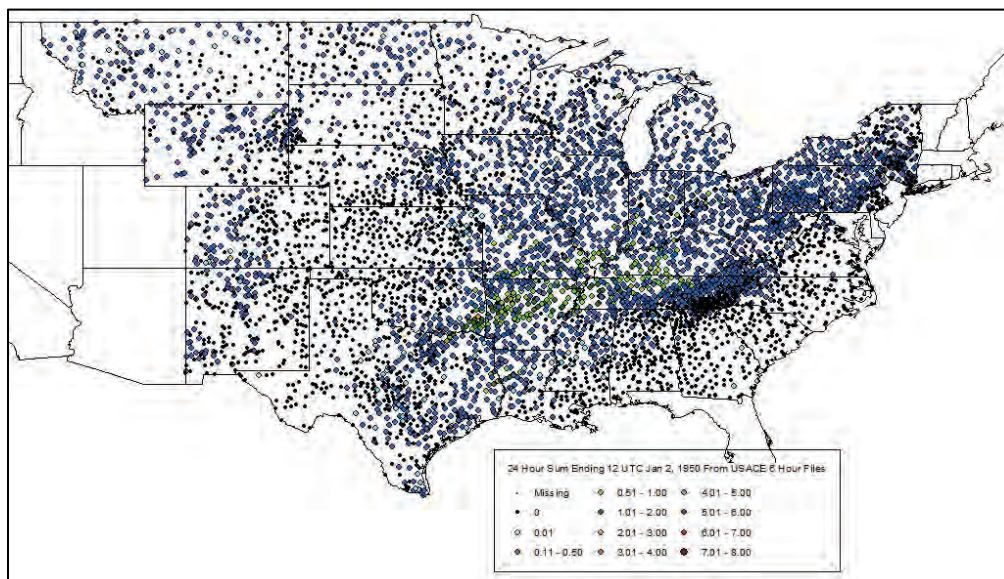 24 Hour Sum Ending 12 UTC Jan 2, 1950 From USACE 6 Hour Files
Missing
0
0.01
0.11 - 0.50
0.51 - 1.00
1.01 - 2.00
2.01 - 3.00
3.01 - 4.00
4.01 - 5.00
5.01 - 6.00
6.01 - 7.00
7.01 - 8.00